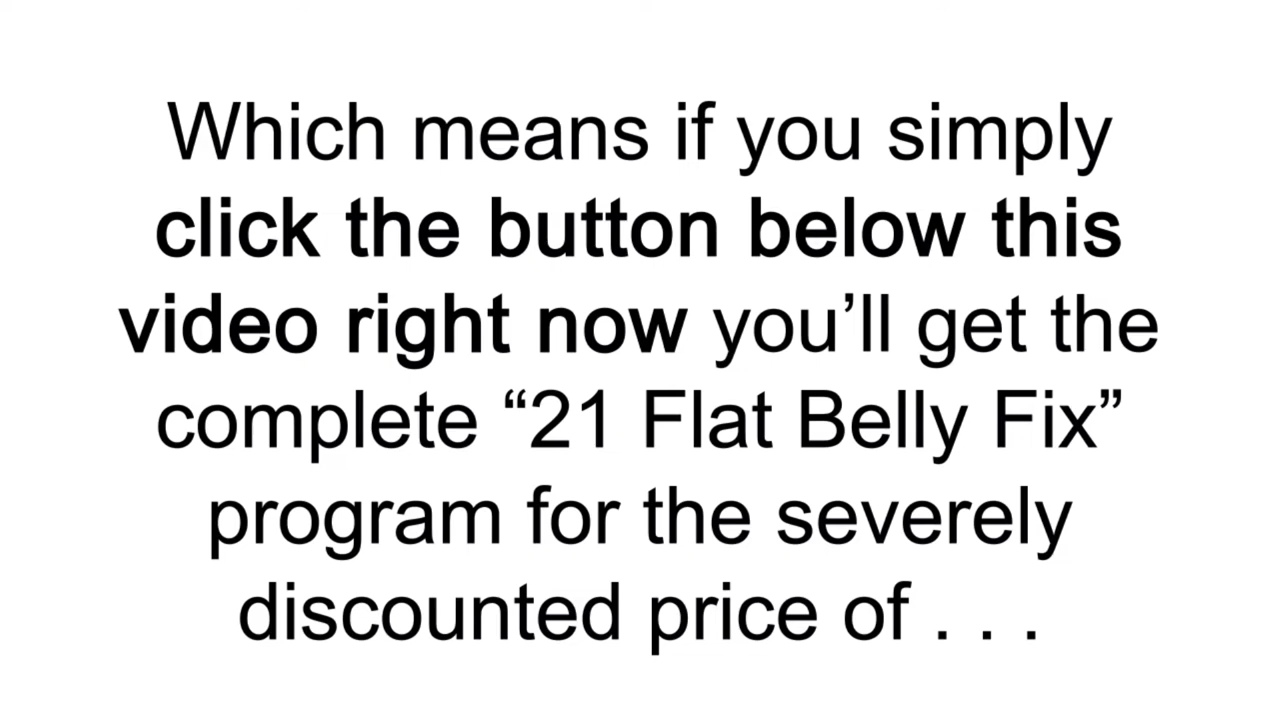 Which means if you simply
click the button below this
video right now you’ll get the
complete “21 Flat Belly Fix”
program for the severely
discounted price of . . .